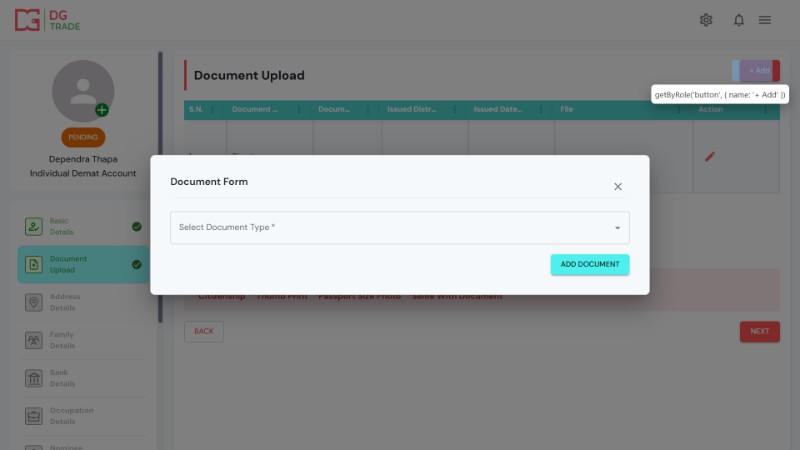 DG
TRADE
Document Upload
+ Add
getByRole('button', { name: '+ Add' })
S.N.
Document ...
Docum...
Issued Distr...
Issued Date...
File
Action
PENDING
Dependra Thapa
Individual Demat Account
Document Form
Select Document Type *
ADD DOCUMENT
Basic
Details
Document
Upload
Address
Details
Family
Details
Bank
Details
Occupation
Details
Nominee
Citizenship Thumb Print Passport Size Photo Selfie With Document
BACK
NEXT